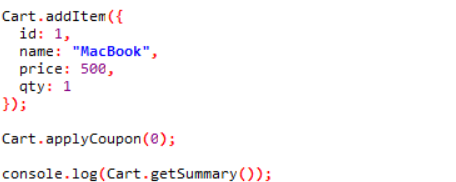 Cart.addItem({
  id: 1,
  name: "MacBook",
  price: 500,
  qty: 1
});
Cart.applyCoupon(0);
console.log(Cart.getSummary());